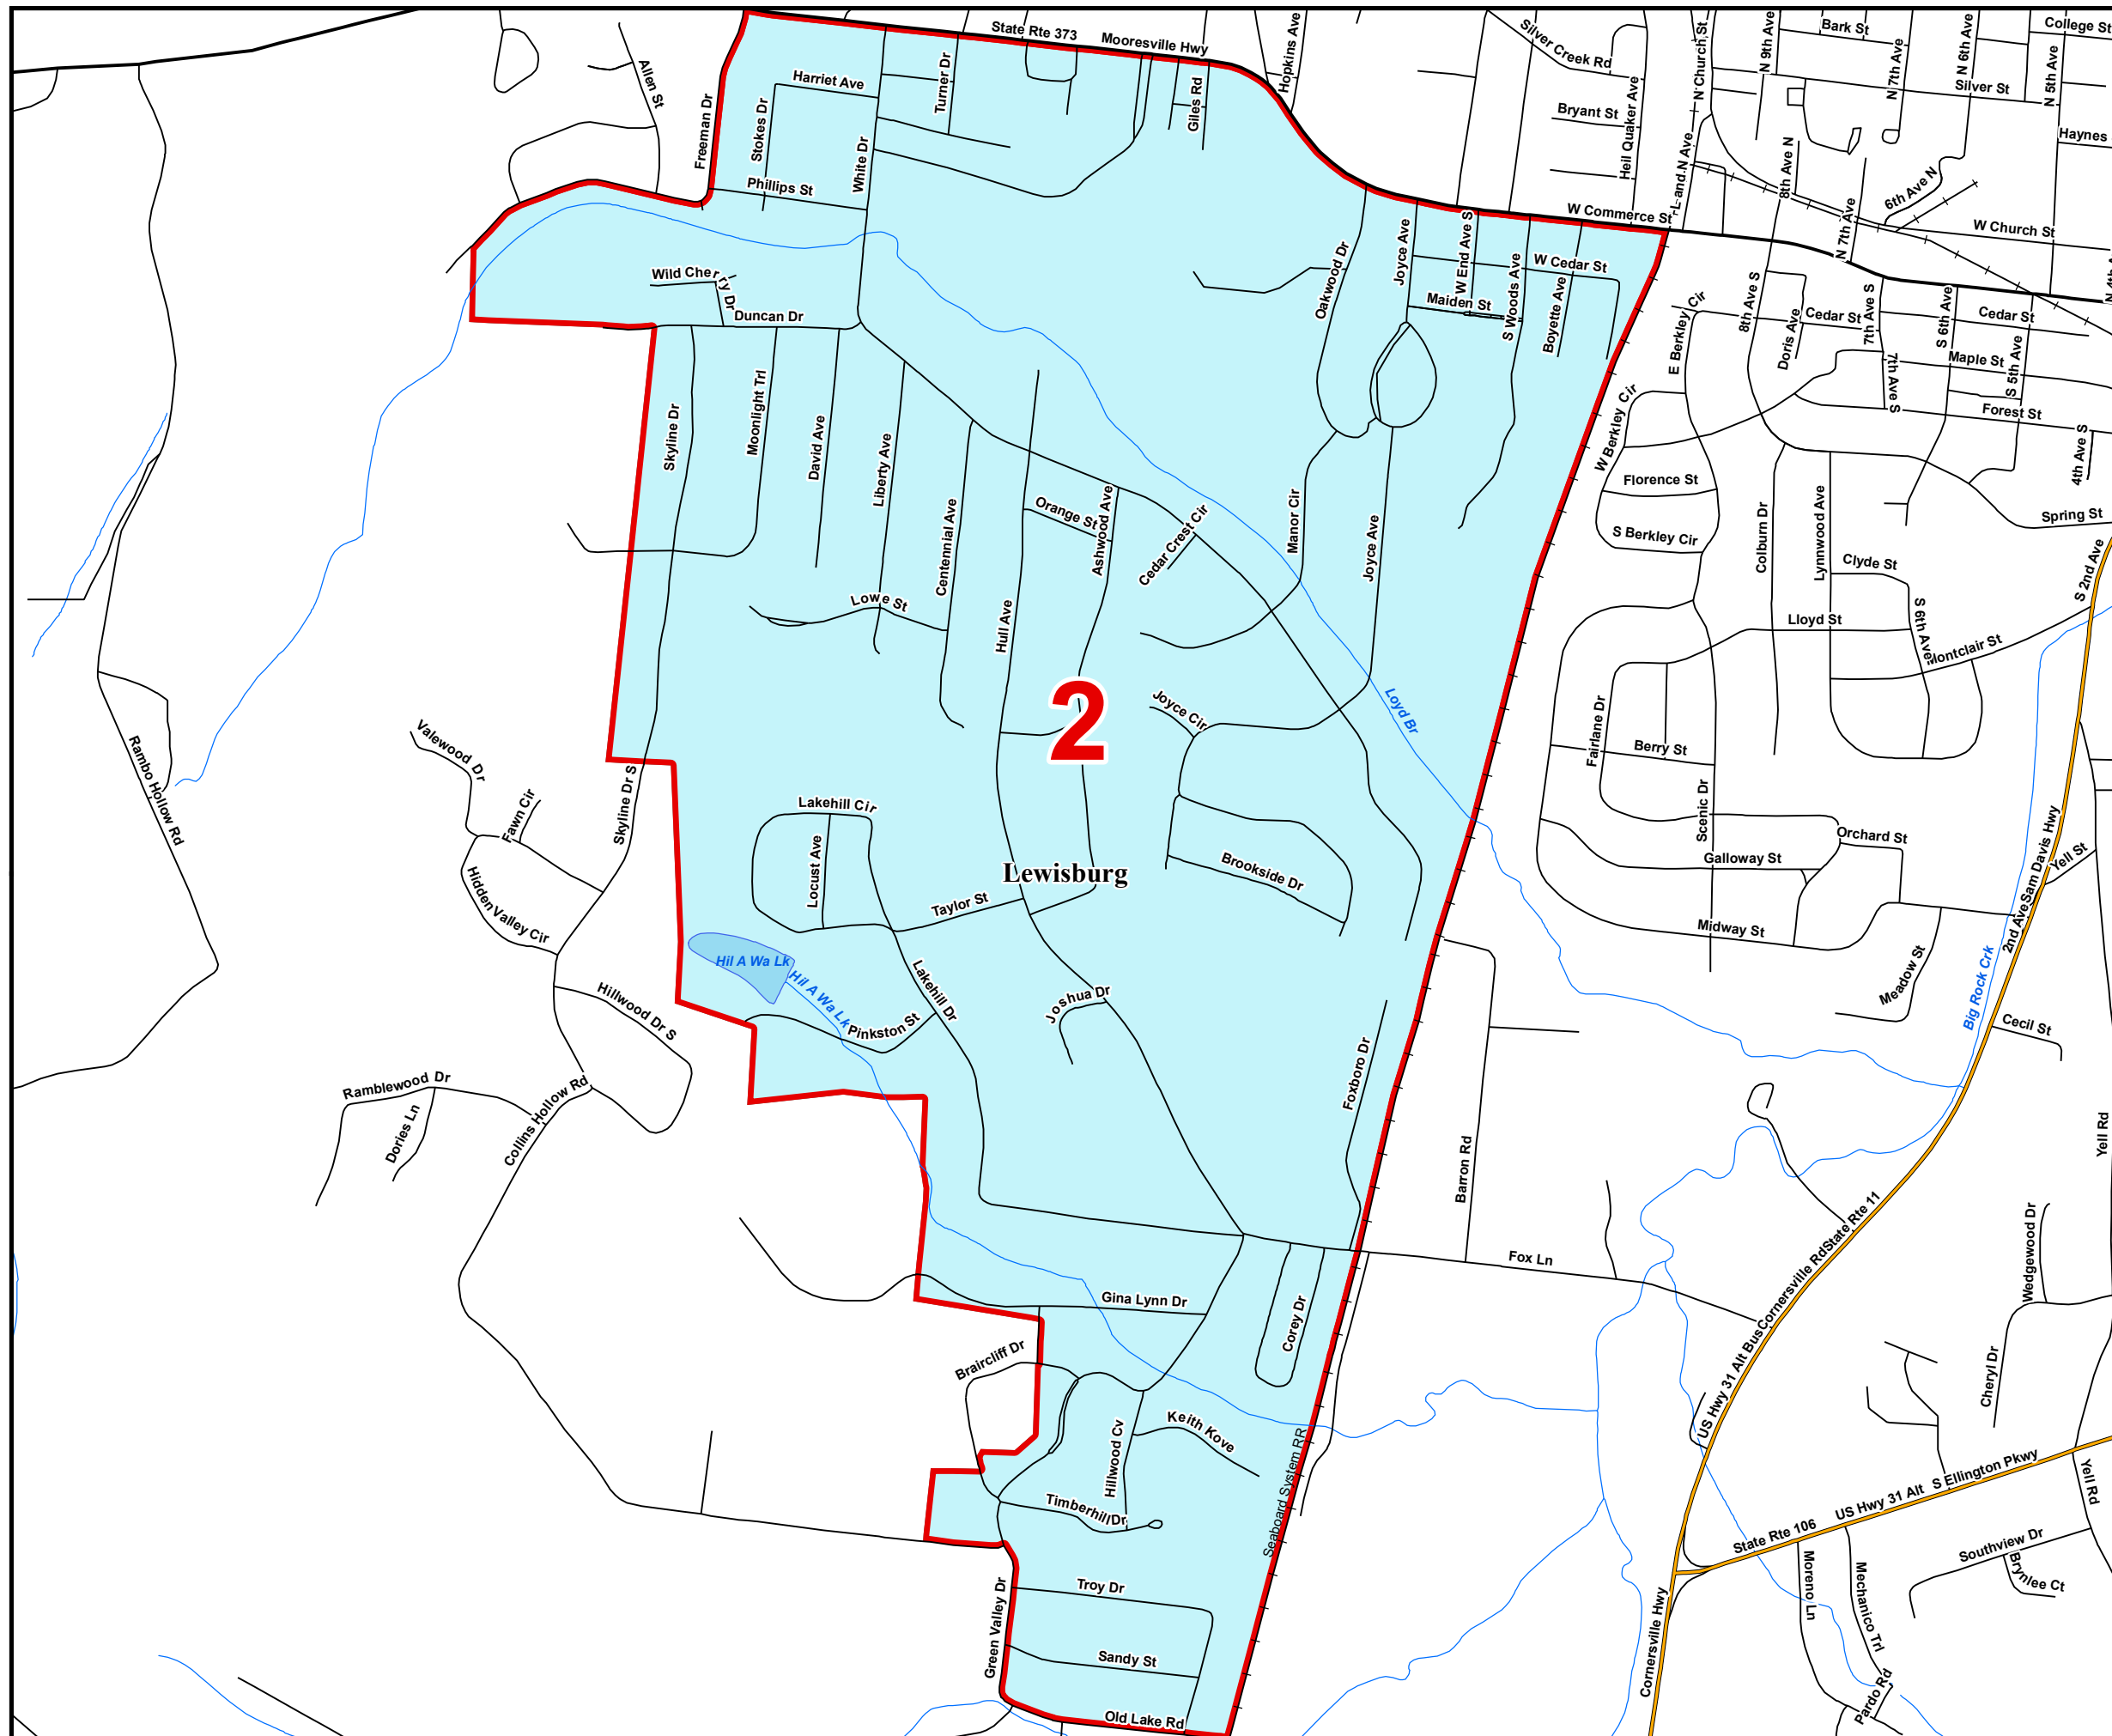 State Rte 373
Mooresville Hwy
Hopkins Ave
Silver Creek Rd
N Church St
N 9th Ave
Bark St
N 7th Ave
N 6th Ave
N 5th Ave
College St
Silver St
Haynes
Allen St
Freeman Dr
Harriet Ave
Stokes Dr
Turner Dr
White Dr
Giles Rd
Phillips St
Bryant St
Heil Quaker Ave
8th Ave N
6th Ave N
N 7th Ave
W Church St
W Commerce St
Wild Cherry Dr
Duncan Dr
Oakwood Dr
Joyce Ave
W End Ave S
S Woods Ave
W Cedar St
Maiden St
Boyette Ave
E Berkley Cir
8th Ave S
Doris Ave
Cedar St
7th Ave S
S 6th Ave
Cedar St
N 4th A
Maple St
S 5th Ave
7th Ave S
Forest St
4th Ave S
W Berkley Cir
Florence St
S Berkley Cir
Colburn Dr
Lynnwood Ave
Clyde St
Spring St
S 2nd Ave
Lloyd St
S 6th Ave
Montclair St
Skyline Dr
Moonlight Trl
David Ave
Liberty Ave
Centennial Ave
Orange St
Ashwood Ave
Cedar Crest Cir
Manor Cir
Joyce Ave
Lowe St
Hull Ave
2
Joyce Cir
Loyd Br
Fairlane Dr
Berry St
Scenic Dr
Galloway St
Orchard St
Midway St
Meadow St
2nd Ave
Sam Davis Hwy
Yell St
Big Rock Crk
Cecil St
Rambo Hollow Rd
Valewood Dr
Fawn Cir
Skyline Dr S
Hidden Valley Cir
Hillwood Dr S
Lakehill Cir
Locust Ave
Lewisburg
Taylor St
Brookside Dr
Hil A Wa Lk
Hil A Wa Lk
Lakehill Dr
Pinkston St
Joshua Dr
Foxboro Dr
Barron Rd
Ramblewood Dr
Dories Ln
Collins Hollow Rd
Yell Rd
State Rte 11
Cornersville Rd
US Hwy 31 Alt Bus
Fox Ln
Wedgewood Dr
Cheryl Dr
Gina Lynn Dr
Corey Dr
Braircliff Dr
Keith Kove
Hillwood Cv
Timberhill Dr
Seaboard System RR
Troy Dr
Green Valley Dr
Sandy St
Old Lake Rd
S Ellington Pkwy
US Hwy 31 Alt
State Rte 106
Yell Rd
Southview Dr
Brynlee Ct
Moreno Ln
Mechanico Trl
Pardo Rd
Cornersville Hwy